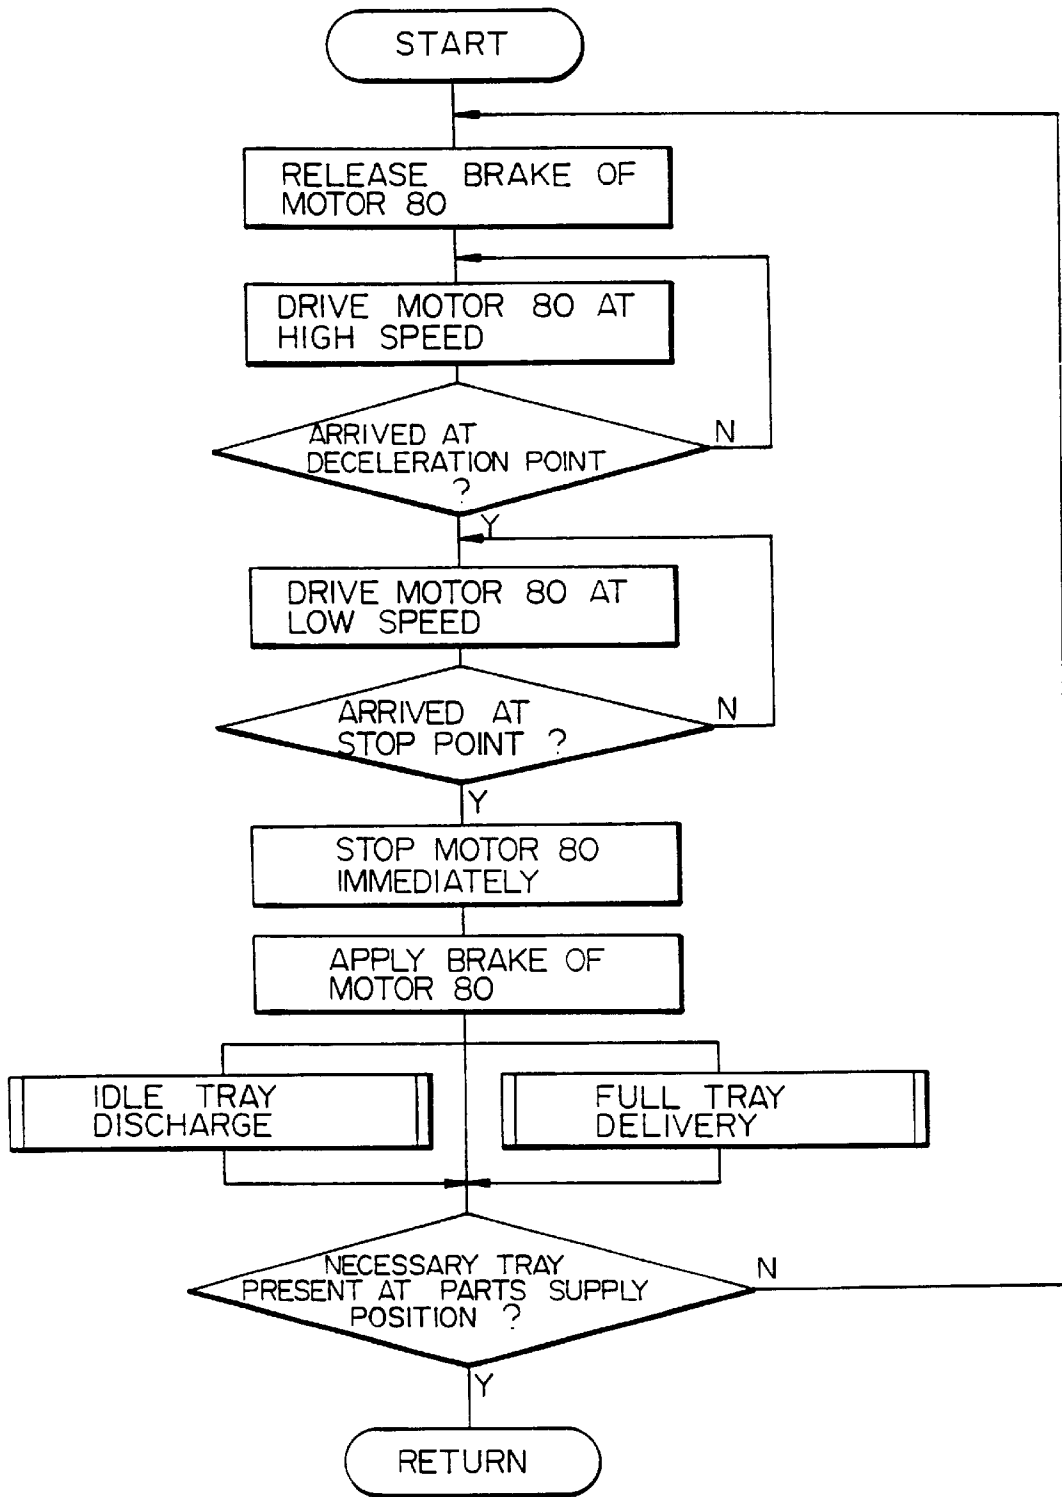 START
RELEASE BRAKE OF
MOTOR 80
DRIVE MOTOR 80 AT
HIGH SPEED
ARRIVED AT
DECELERATION POINT
?
N
Y
DRIVE MOTOR 80 AT
LOW SPEED
ARRIVED AT
STOP POINT ?
N
Y
STOP MOTOR 80
IMMEDIATELY
APPLY BRAKE OF
MOTOR 80
IDLE TRAY
DISCHARGE
FULL TRAY
DELIVERY
NECESSARY TRAY
PRESENT AT PARTS SUPPLY
POSITION ?
N
Y
RETURN